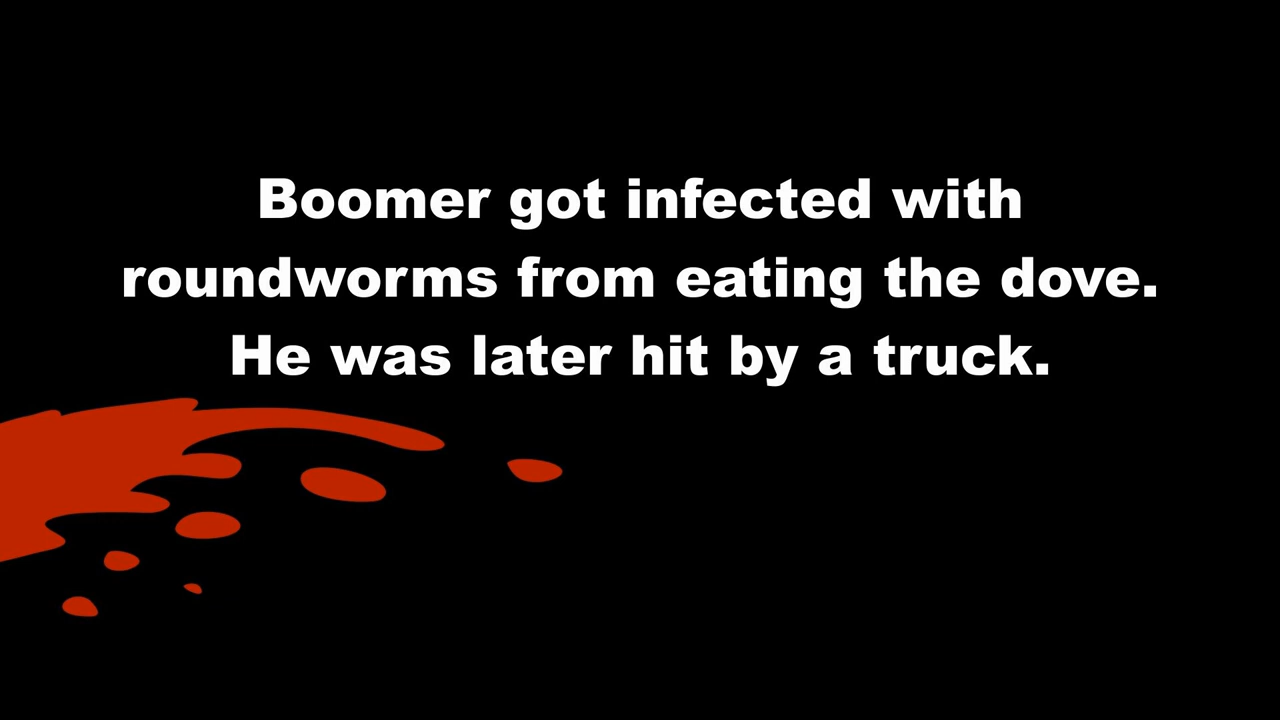 Boomer got infected with
roundworms from eating the dove.
He was later hit by a truck.